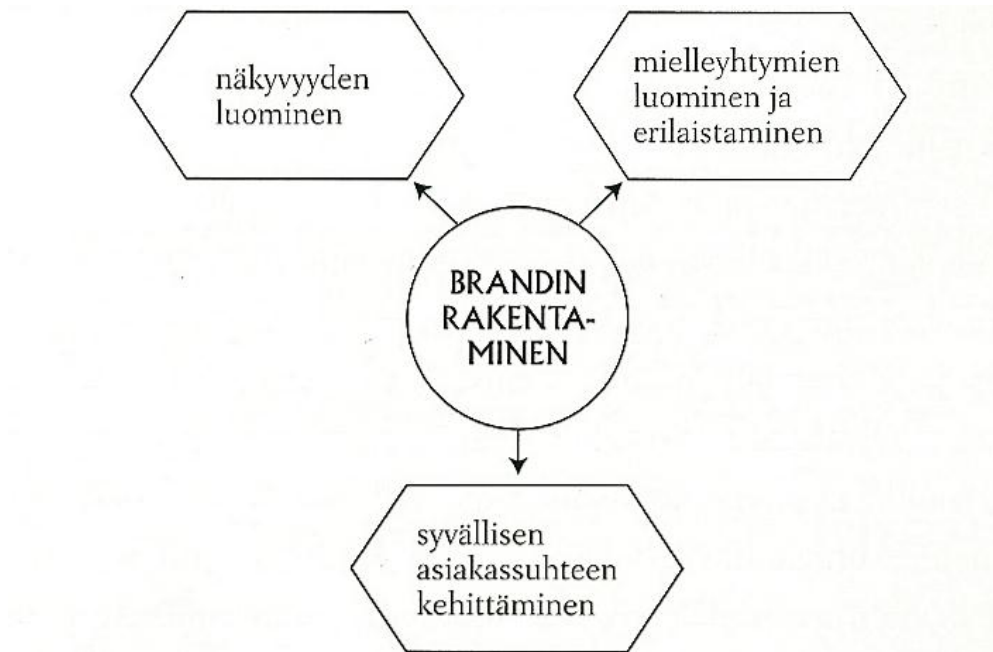 näkyvyyden
luominen
mielleyhtymien
luominen ja
erilaistaminen
BRANDIN
RAKENTA-
MINEN
syvällisen
asiakassuhteen
kehittäminen